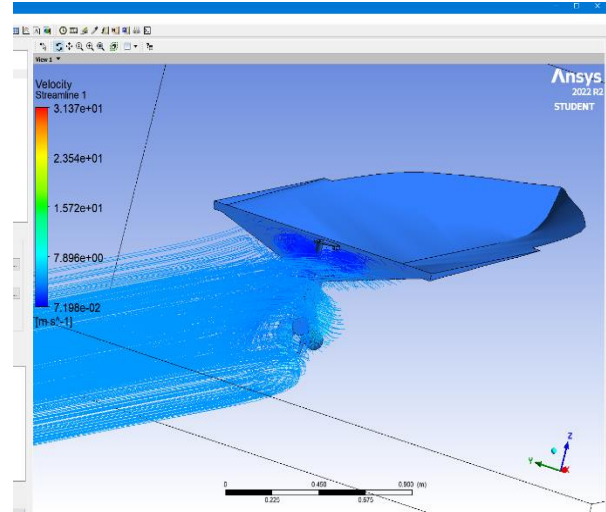 View 1
Ansys
2022 R2
STUDENT
Velocity
Streamline 1
3.137e+01
2.354e+01
1.572e+01
7.896e+00
7.198e-02
[m s^-1]
Z
Y
X
0 0.450 0.900 (m)
0.225 0.675